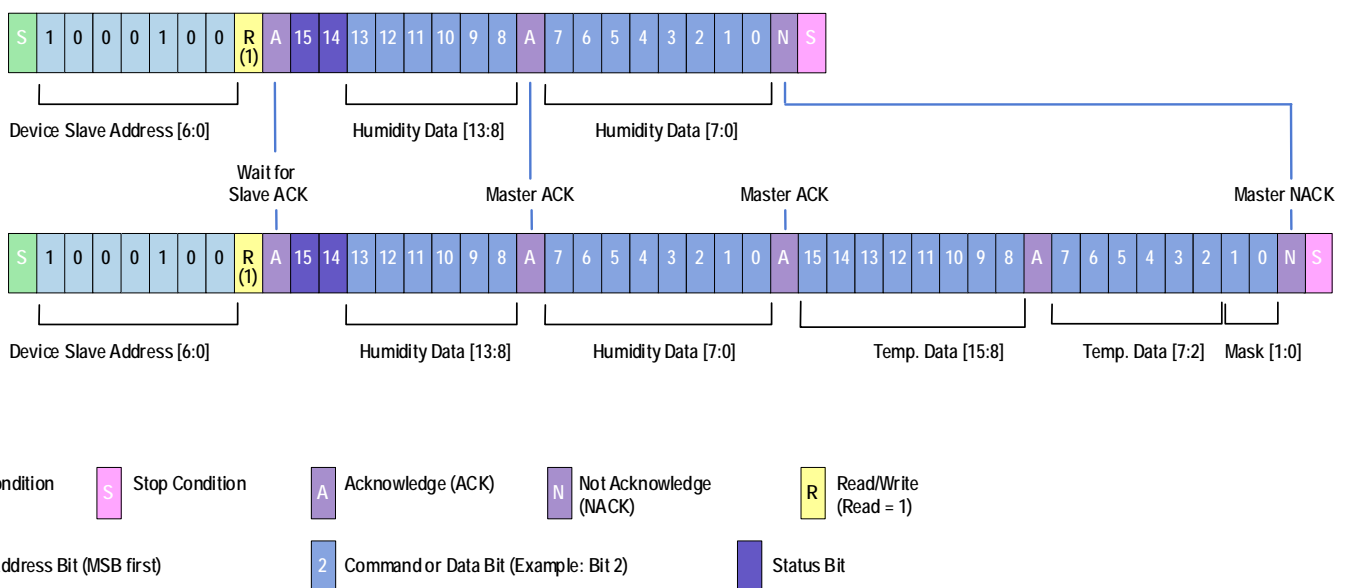 S 1 0 0 0 1 0 0 R (1) A 15 14 13 12 11 10 9 8 A 7 6 5 4 3 2 1 0 N S
Device Slave Address [6:0] Humidity Data [13:8] Humidity Data [7:0]
Wait for
Slave ACK Master ACK Master ACK Master NACK
S 1 0 0 0 1 0 0 R (1) A 15 14 13 12 11 10 9 8 A 7 6 5 4 3 2 1 0 A 15 14 13 12 11 10 9 8 A 7 6 5 4 3 2 1 0 N S
Device Slave Address [6:0] Humidity Data [13:8] Humidity Data [7:0] Temp. Data [15:8] Temp. Data [7:2] Mask [1:0]
ondition S Stop Condition A Acknowledge (ACK) N Not Acknowledge
(NACK) R Read/Write
(Read = 1)
ddress Bit (MSB first) 2 Command or Data Bit (Example: Bit 2) Status Bit